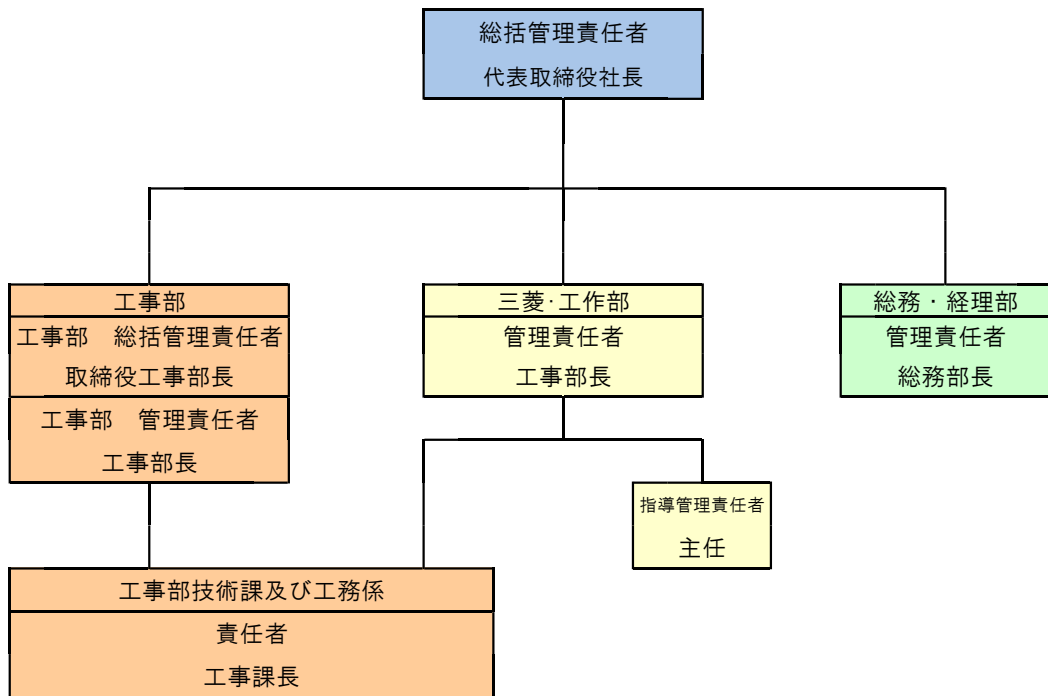 総括管理責任者
代表取締役社長
工事部
工事部　総括管理責任者
取締役工事部長
工事部　管理責任者
工事部長
三菱･工作部
管理責任者
工事部長
総務・経理部
管理責任者
総務部長
指導管理責任者
主任
工事部技術課及び工務係
責任者
工事課長